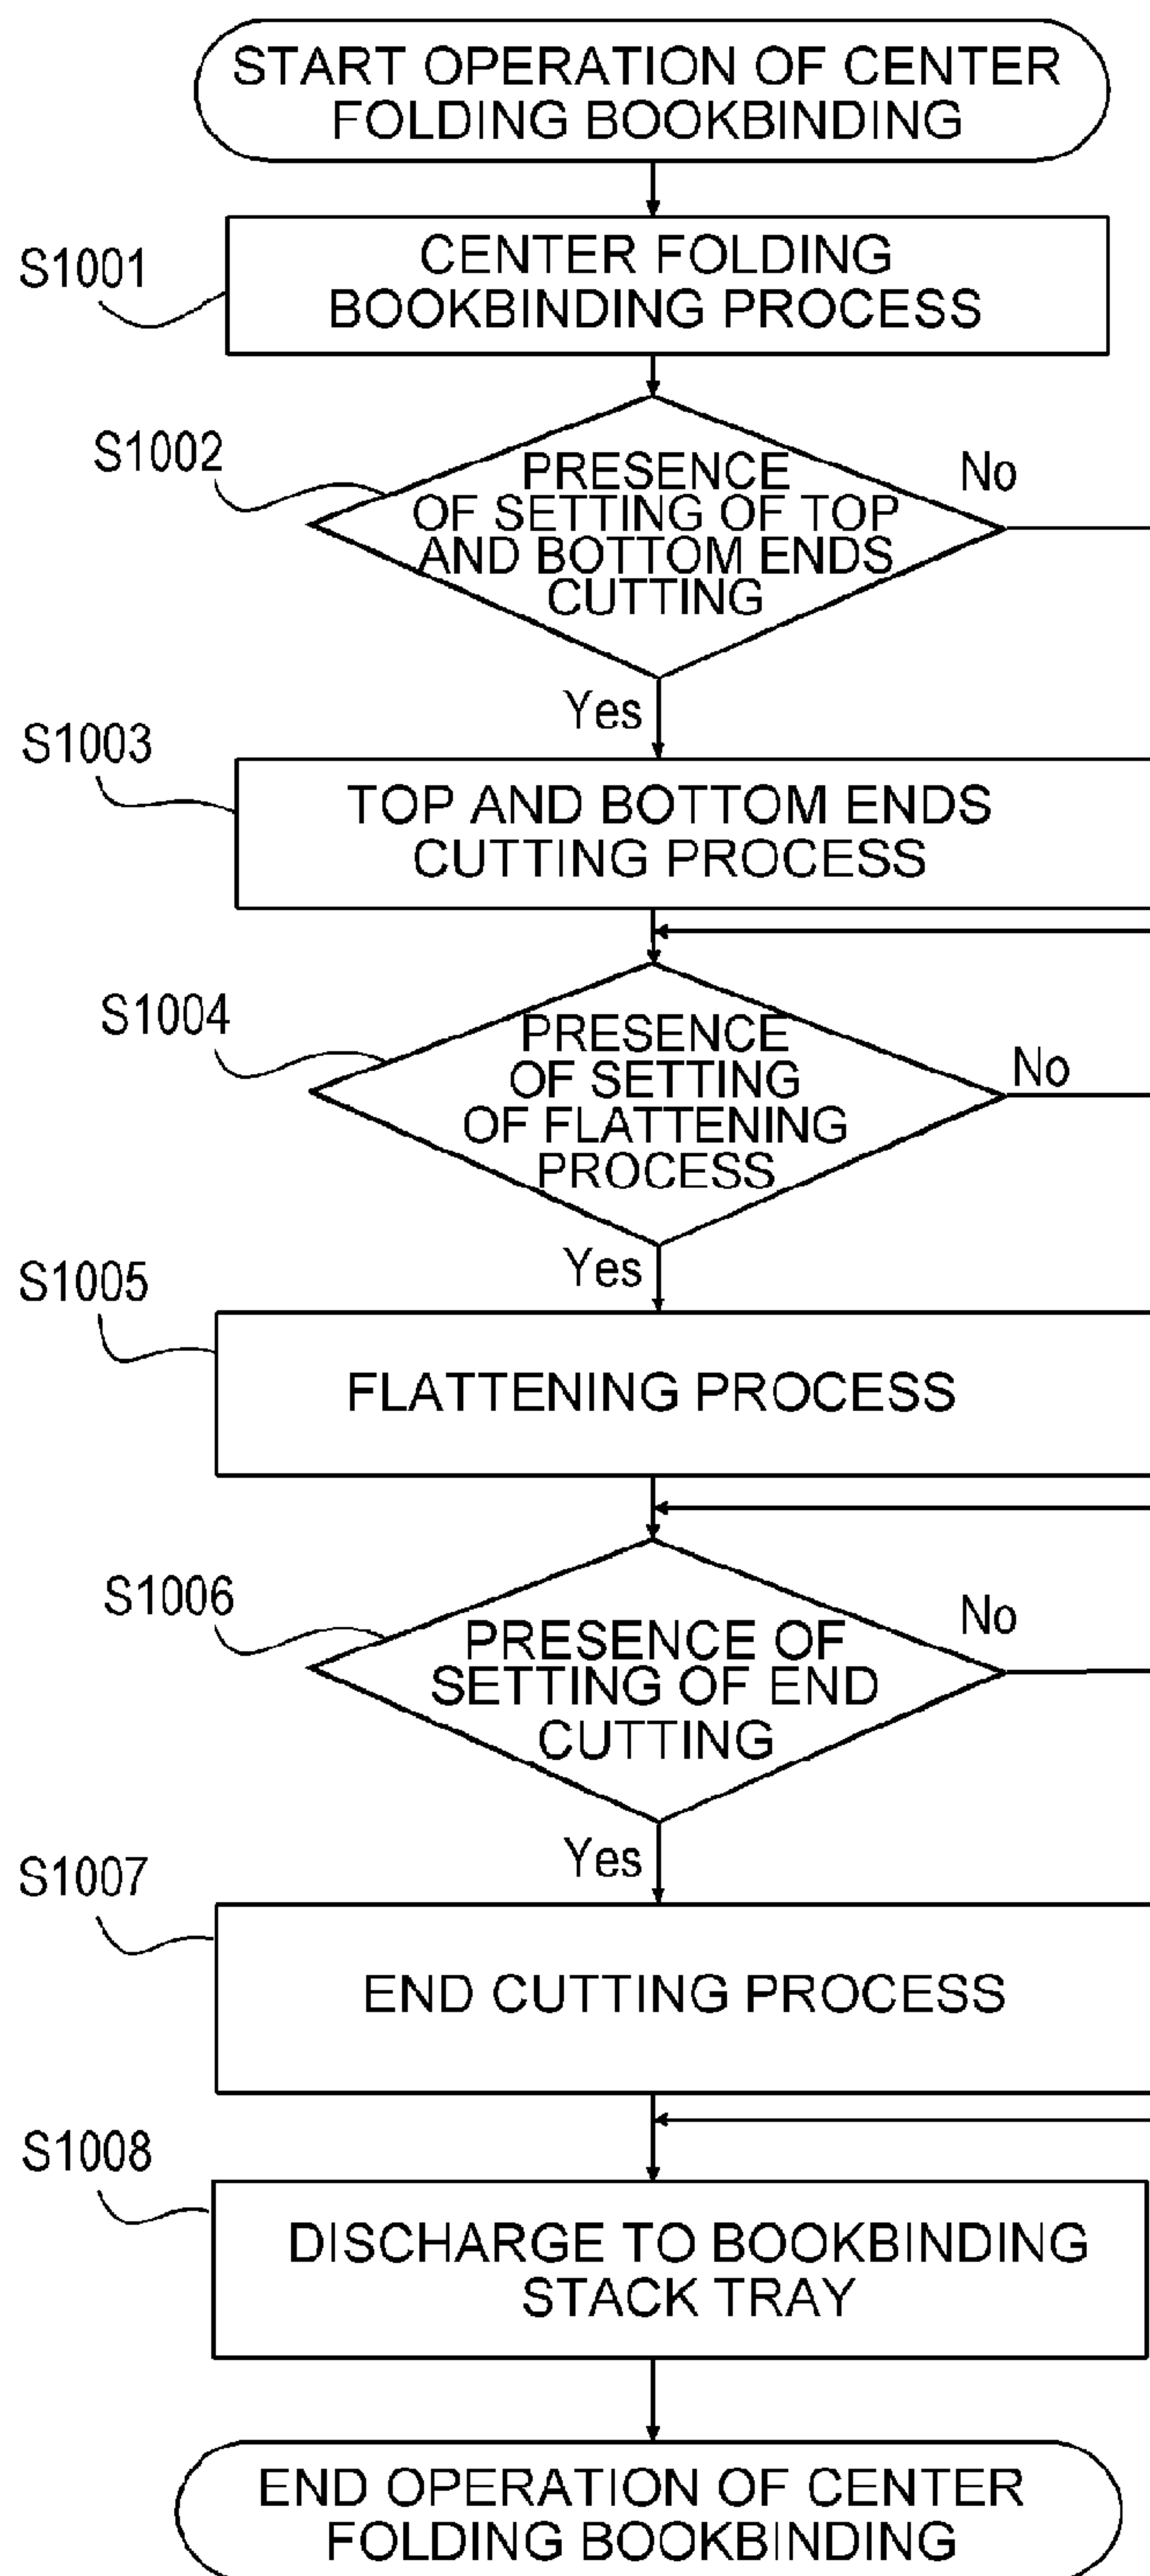 START OPERATION OF CENTER
FOLDING BOOKBINDING
S1001
CENTER FOLDING
BOOKBINDING PROCESS
S1002
PRESENCE
OF SETTING OF TOP
AND BOTTOM ENDS
CUTTING
No
Yes
S1003
TOP AND BOTTOM ENDS
CUTTING PROCESS
S1004
PRESENCE
OF SETTING
OF FLATTENING
PROCESS
No
Yes
S1005
FLATTENING PROCESS
S1006
PRESENCE OF
SETTING OF END
CUTTING
No
Yes
S1007
END CUTTING PROCESS
S1008
DISCHARGE TO BOOKBINDING
STACK TRAY
END OPERATION OF CENTER
FOLDING BOOKBINDING